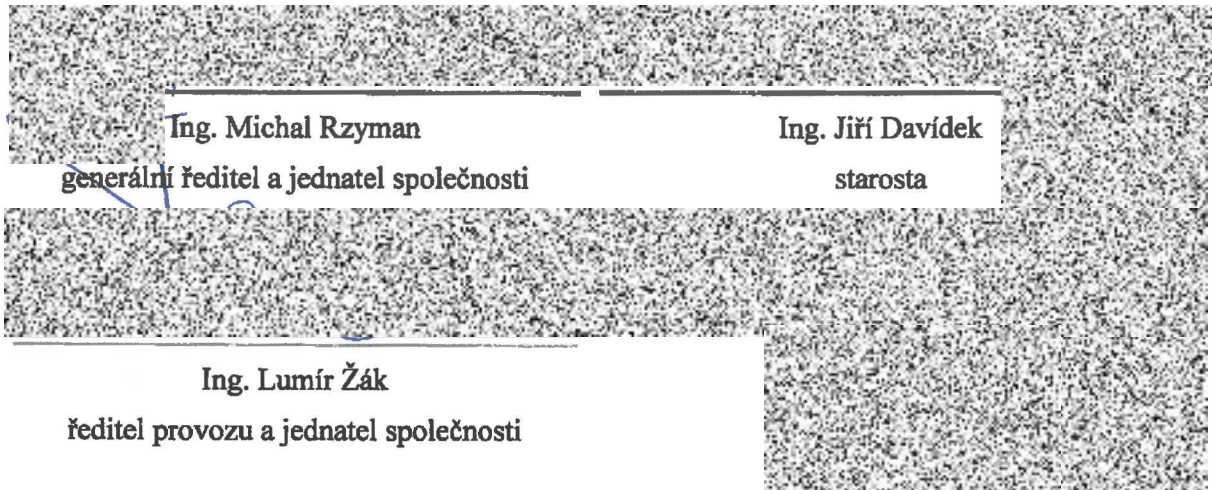 Ing. Michal Rzyman
generální ředitel a jednatel společnosti
Ing. Jiří Davídek
starosta
Ing. Lumír Žák
ředitel provozu a jednatel společnosti